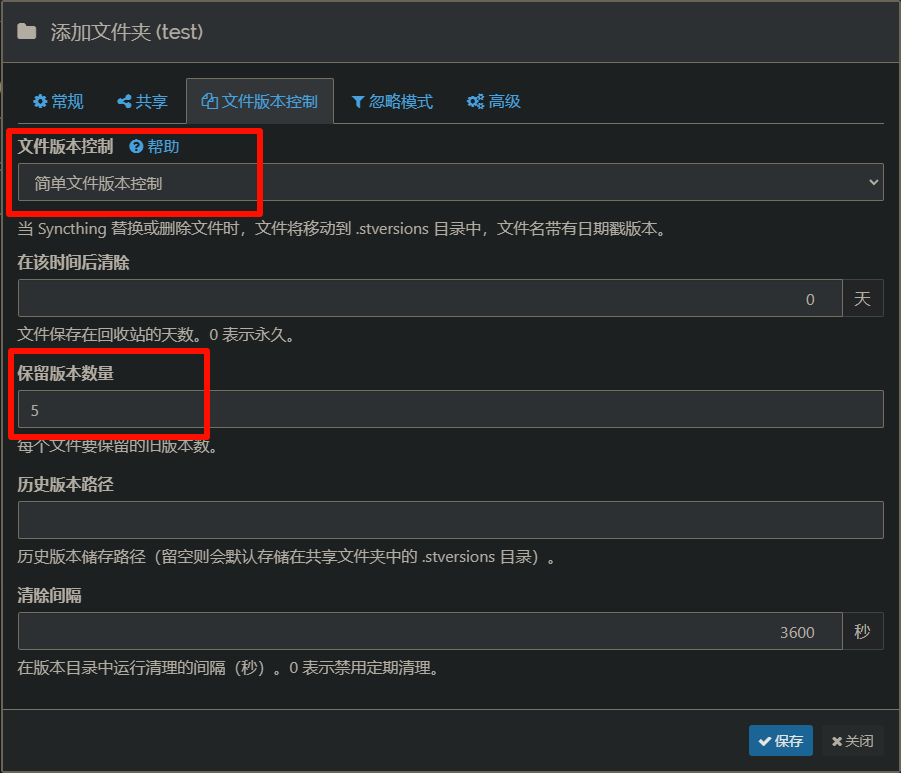 添加文件夹 (test)
常规 共享 文件版本控制 忽略模式 高级
文件版本控制 帮助
简单文件版本控制
当 Syncthing 替换或删除文件时，文件将移动到 .stversions 目录中，文件名带有日期戳版本。
在该时间后清除
0 天
文件保存在回收站的天数。0 表示永久。
保留版本数量
5
每个文件要保留的旧版本数。
历史版本路径
历史版本储存路径（留空则会默认存储在共享文件夹中的 .stversions 目录）。
清除间隔
3600 秒
在版本目录中运行清理的间隔（秒）。0 表示禁用定期清理。
保存 关闭